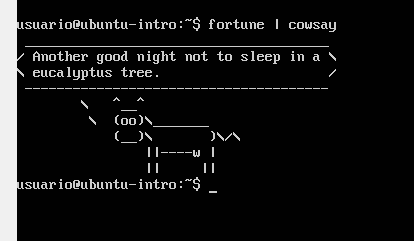 usuario@ubuntu-intro:~$ fortune | cowsay
 ______________________________________
/ Another good night not to sleep in a \
\ eucalyptus tree.                     /
 --------------------------------------
        \   ^__^
         \  (oo)\_______
            (__)\       )\/\
                ||----w |
                ||     ||
usuario@ubuntu-intro:~$ _